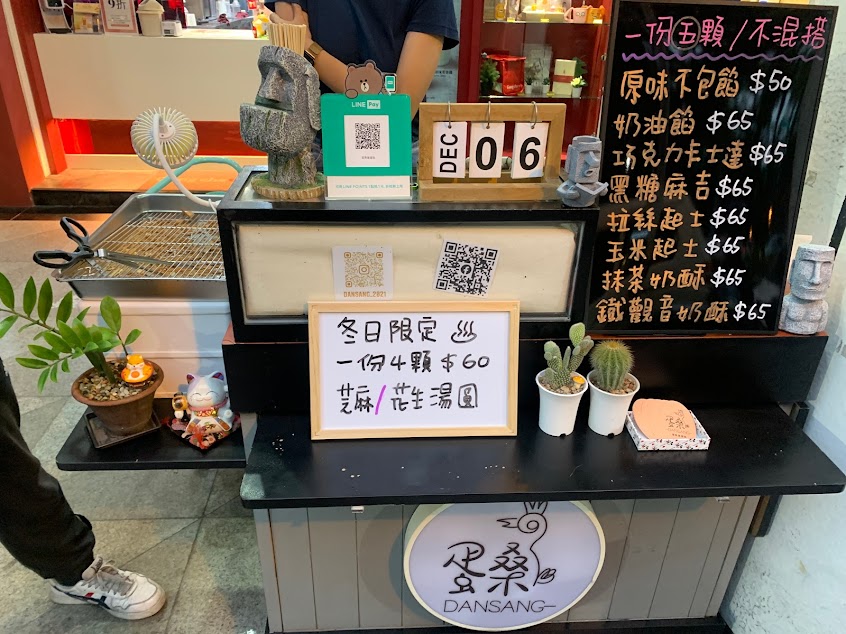 一份五顆/不混搭
原味不包餡 $50
奶油餡 $65
巧克力卡士達$65
黑糖麻吉$65
拉絲起士$65
玉米起士$65
抹茶奶酥$65
鐵觀音奶酥$65
LINE Pay
DEC 06
DANSANG_2021
冬日限定
一份4顆$60
芝麻/花生湯圓
蛋桑
蛋桑
DANSANG